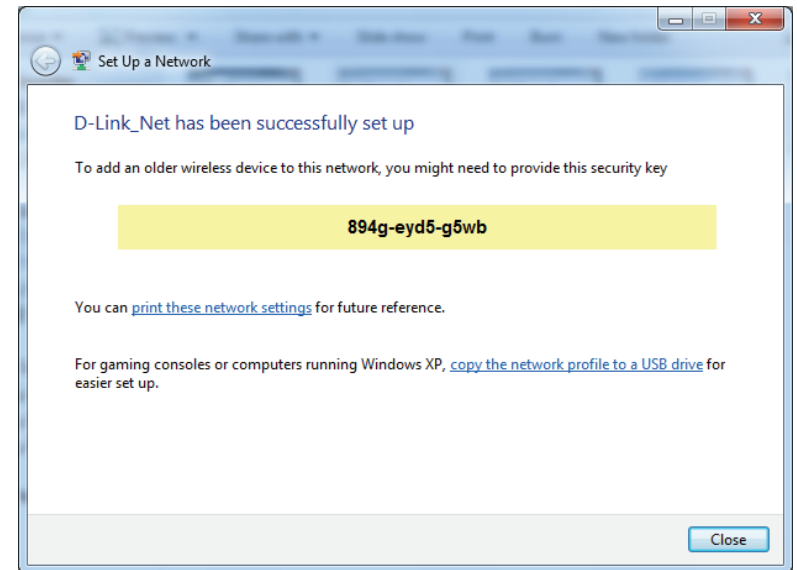 Set Up a Network
D-Link_Net has been successfully set up
To add an older wireless device to this network, you might need to provide this security key
894g-eyd5-g5wb
You can print these network settings for future reference.
For gaming consoles or computers running Windows XP, copy the network profile to a USB drive for
easier set up.
Close